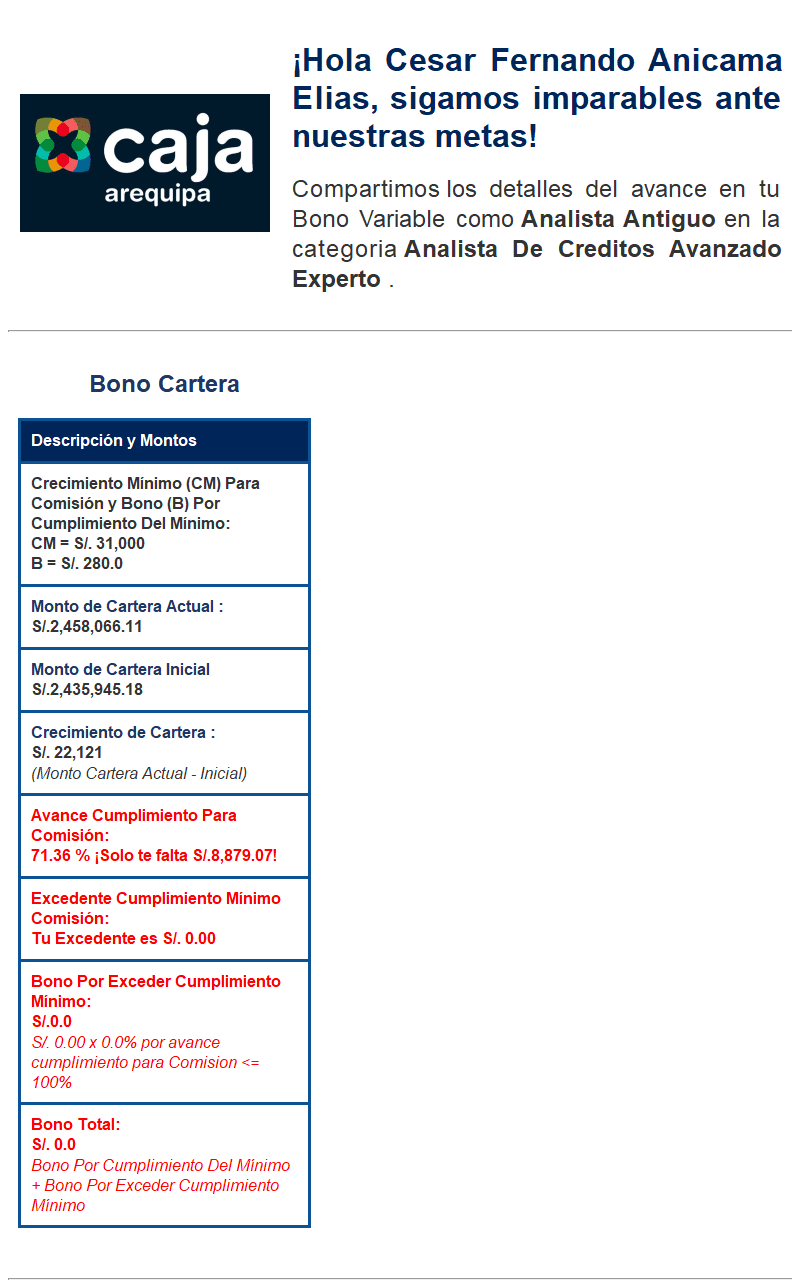 caja
arequipa
¡Hola Cesar Fernando Anicama
Elias, sigamos imparables ante
nuestras metas!
Compartimos los detalles del avance en tu
Bono Variable como Analista Antiguo en la
categoria Analista De Creditos Avanzado
Experto .
Bono Cartera
Descripción y Montos
Crecimiento Mínimo (CM) Para
Comisión y Bono (B) Por
Cumplimiento Del Mínimo:
CM = S/. 31,000
B = S/. 280.0
Monto de Cartera Actual :
S/.2,458,066.11
Monto de Cartera Inicial
S/.2,435,945.18
Crecimiento de Cartera :
S/. 22,121
(Monto Cartera Actual - Inicial)
Avance Cumplimiento Para
Comisión:
71.36 % ¡Solo te falta S/.8,879.07!
Excedente Cumplimiento Mínimo
Comisión:
Tu Excedente es S/. 0.00
Bono Por Exceder Cumplimiento
Mínimo:
S/.0.0
S/. 0.00 x 0.0% por avance
cumplimiento para Comision <=
100%
Bono Total:
S/. 0.0
Bono Por Cumplimiento Del Mínimo
+ Bono Por Exceder Cumplimiento
Mínimo